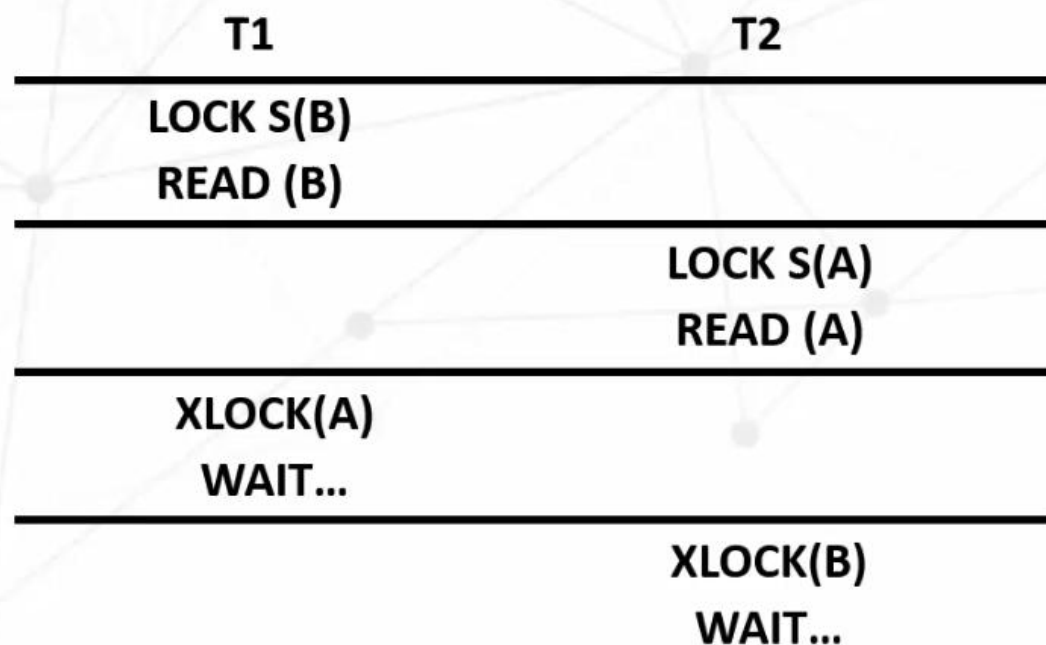 T1 T2
LOCK S(B)
READ (B)
LOCK S(A)
READ (A)
XLOCK(A)
WAIT...
XLOCK(B)
WAIT...